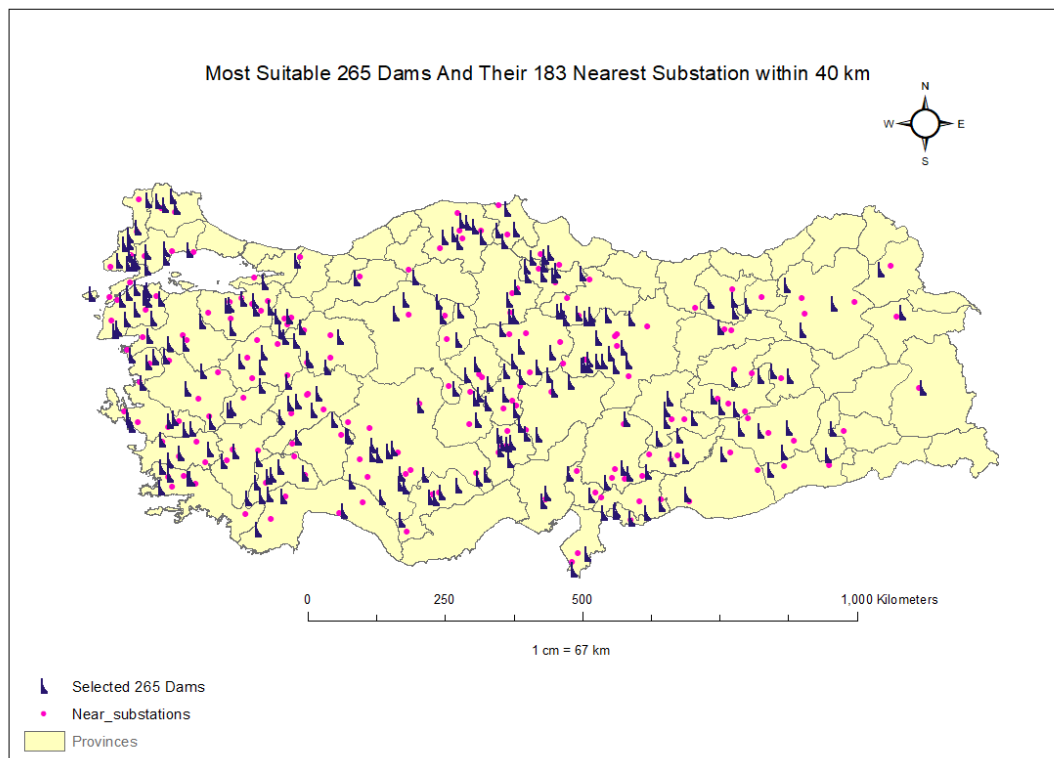 Most Suitable 265 Dams And Their 183 Nearest Substation within 40 km
N
W E
S
0 250 500 1,000 Kilometers
1 cm = 67 km
Selected 265 Dams
Near_substations
Provinces